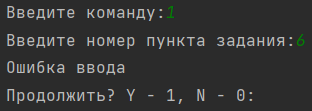 Введите команду:1
Введите номер пункта задания:6
Ошибка ввода
Продолжить? Y - 1, N - 0: